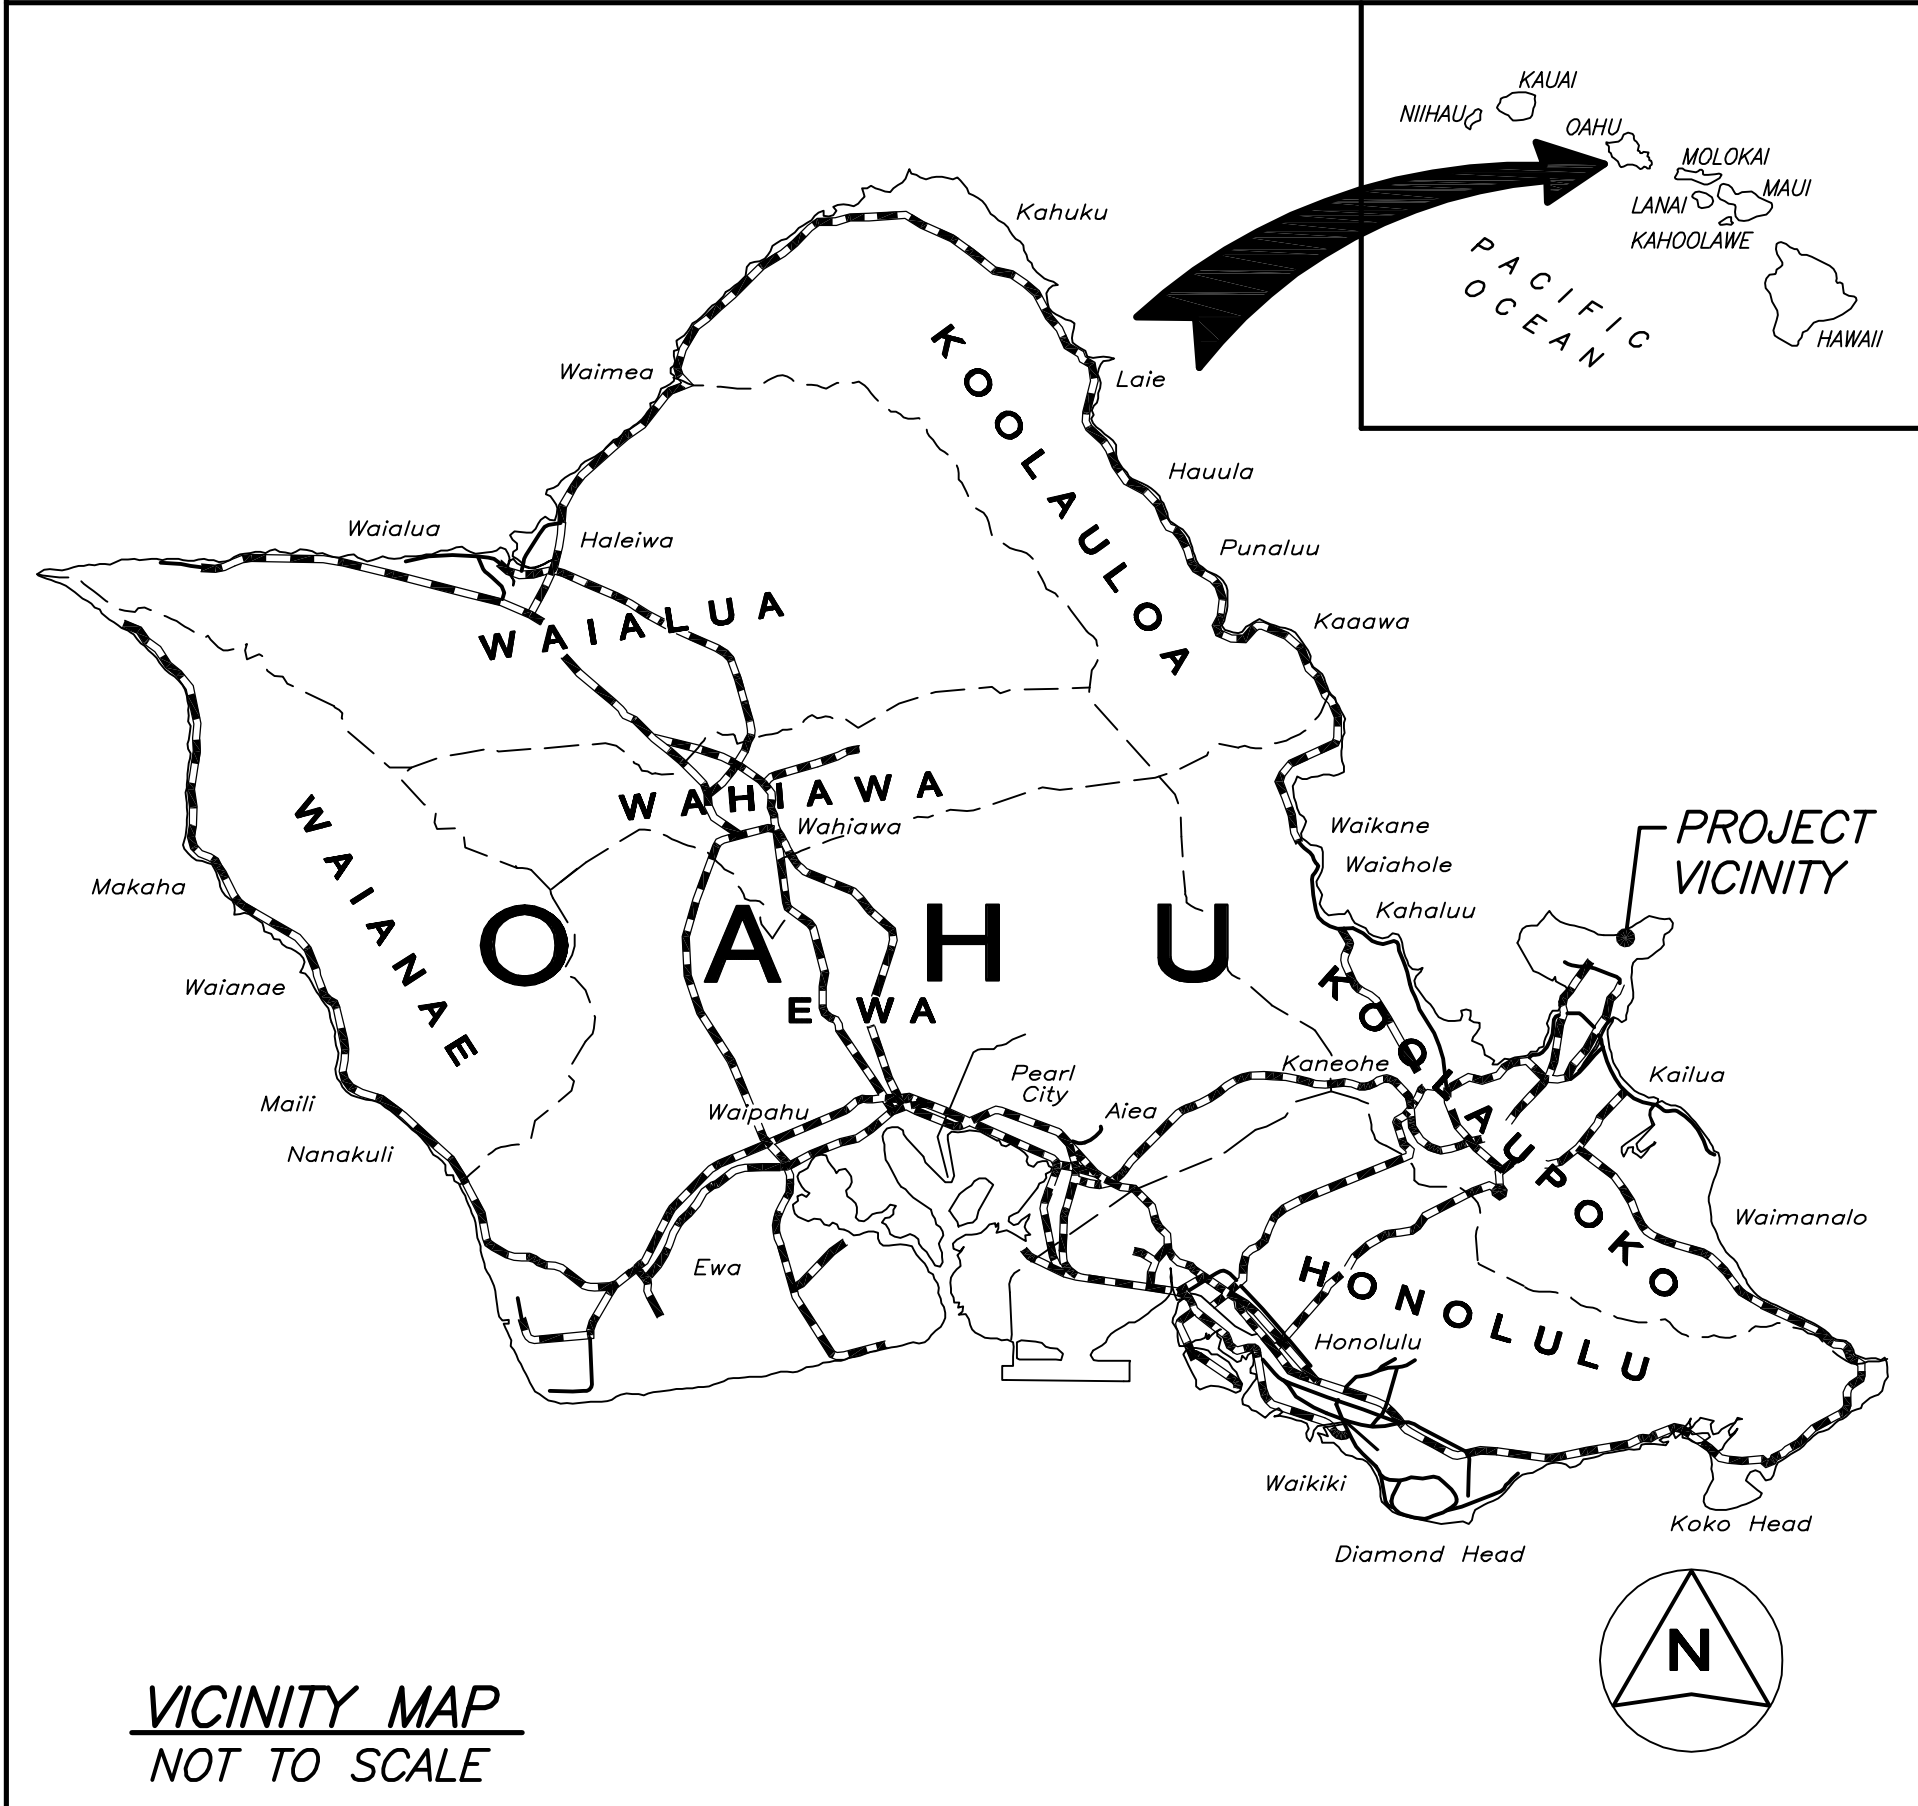 KAUAI
NIIHAU
OAHU
MOLOKAI
MAUI
LANAI
KAHOOLAWE
HAWAII
PACIFIC
OCEAN
Kahuku
Waimea
Laie
KOOLAULOA
Hauula
Waialua
Haleiwa
Punaluu
WAIALUA
Kaaawa
WAHIAWA
Wahiawa
Waikane
PROJECT
VICINITY
Waiahole
WAIANAE
Makaha
Kahaluu
OAHU
Waianae
EWA
KOOLAUPOKO
Kaneohe
Pearl
City
Kailua
Maili
Waipahu
Aiea
Nanakuli
Waimanalo
Ewa
HONOLULU
Honolulu
Waikiki
Koko Head
Diamond Head
N
VICINITY MAP
NOT TO SCALE